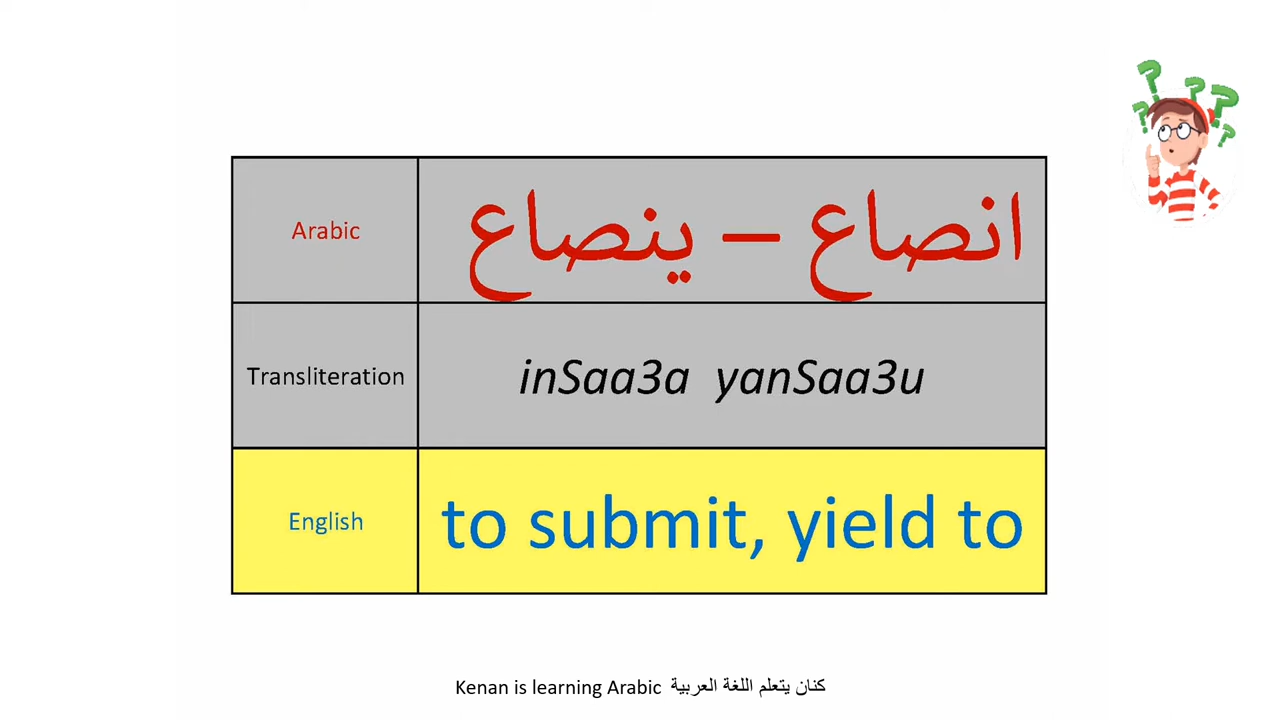 Arabic
انصاع – ينصاع
Transliteration
inSaa3a yanSaa3u
English
to submit, yield to
Kenan is learning Arabic كنان يتعلم اللغة العربية